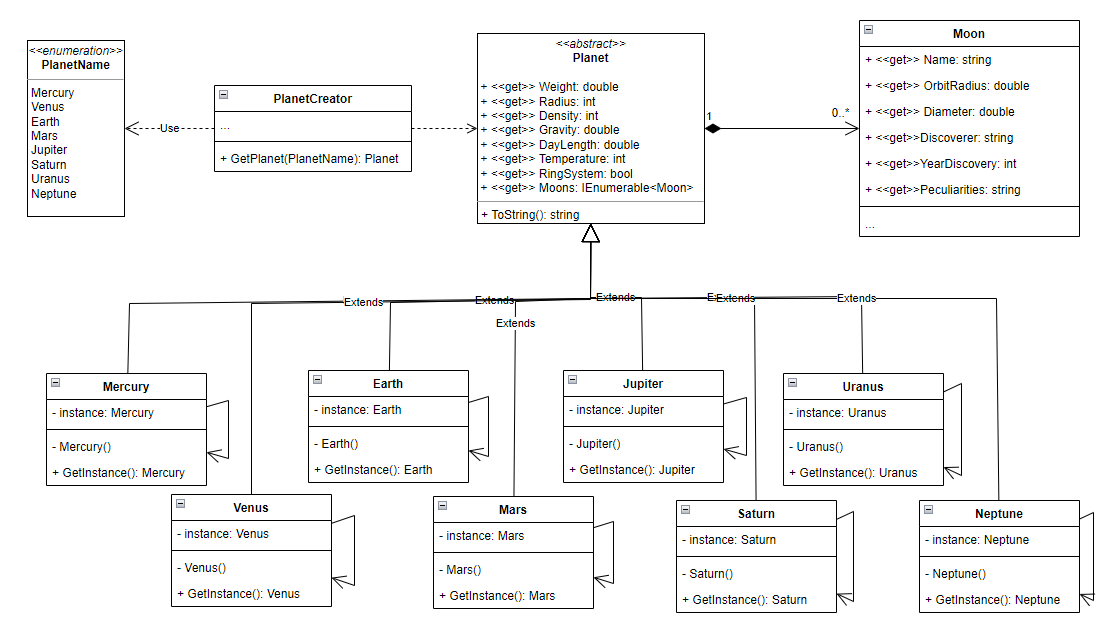 <<enumeration>>
PlanetName
Mercury
Venus
Earth
Mars
Jupiter
Saturn
Uranus
Neptune
Use
PlanetCreator
...
+ GetPlanet(PlanetName): Planet
<<abstract>>
Planet
+ <<get>> Weight: double
+ <<get>> Radius: int
+ <<get>> Density: int
+ <<get>> Gravity: double
+ <<get>> DayLength: double
+ <<get>> Temperature: int
+ <<get>> RingSystem: bool
+ <<get>> Moons: IEnumerable<Moon>
+ ToString(): string
1
0..*
Moon
+ <<get>> Name: string
+ <<get>> OrbitRadius: double
+ <<get>> Diameter: double
+ <<get>>Discoverer: string
+ <<get>>YearDiscovery: int
+ <<get>>Peculiarities: string
...
Extends
Extends
Extends
Extends
Extends
Extends
Mercury
- instance: Mercury
- Mercury()
+ GetInstance(): Mercury
Earth
- instance: Earth
- Earth()
+ GetInstance(): Earth
Jupiter
- instance: Jupiter
- Jupiter()
+ GetInstance(): Jupiter
Uranus
- instance: Uranus
- Uranus()
+ GetInstance(): Uranus
Venus
- instance: Venus
- Venus()
+ GetInstance(): Venus
Mars
- instance: Mars
- Mars()
+ GetInstance(): Mars
Saturn
- instance: Saturn
- Saturn()
+ GetInstance(): Saturn
Neptune
- instance: Neptune
- Neptune()
+ GetInstance(): Neptune